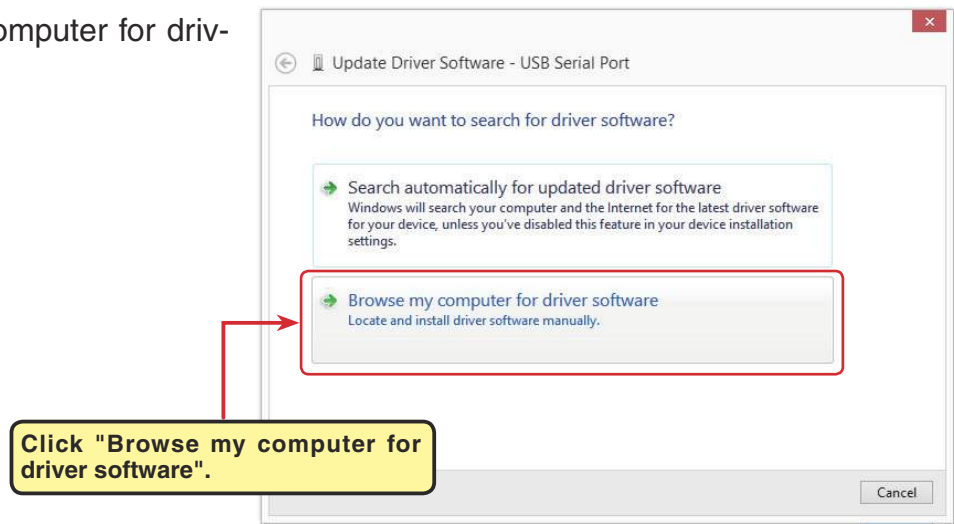 omputer for driv-
Update Driver Software - USB Serial Port
How do you want to search for driver software?
Search automatically for updated driver software
Windows will search your computer and the Internet for the latest driver software
for your device, unless you've disabled this feature in your device installation
settings.
Browse my computer for driver software
Locate and install driver software manually.
Click "Browse my computer for
driver software".
Cancel